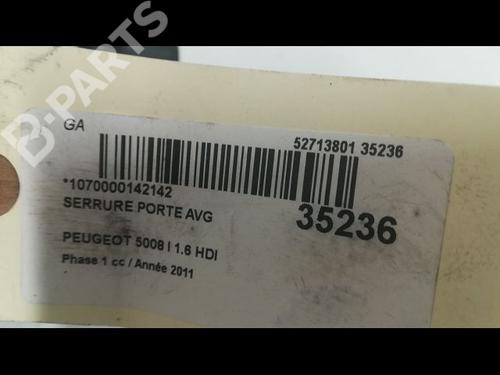 GA
52713801 35236
*1070000142142
SERRURE PORTE AVG
35236
PEUGEOT 5008 I 1.6 HDI
Phase 1 cc / Année 2011
B-PARTS